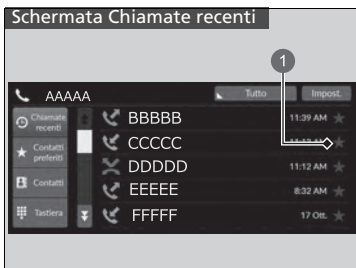 Schermata Chiamate recenti
1
AAAAA
Tutto
Impost.
Chiamate
recenti
BBBBB
11:39 AM
Contatti
preferiti
CCCCC
DDDDD
11:12 AM
Contatti
EEEEE
8:32 AM
Tastiera
FFFFF
17 Ott.